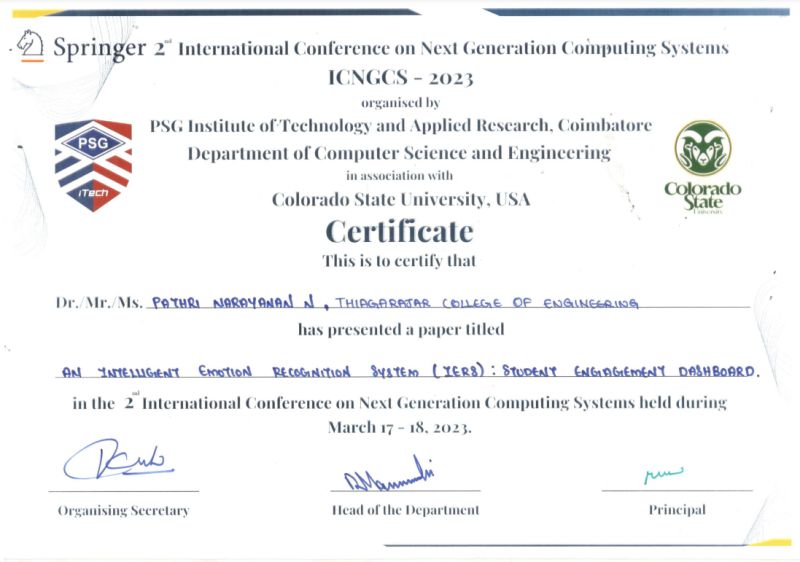 Springer 2nd International Conference on Next Generation Computing Systems
ICNGCS - 2023
organised by
PSG Institute of Technology and Applied Research, Coimbatore
Department of Computer Science and Engineering
in association with
Colorado State University, USA
PSG
iTech
Colorado
State
University
Certificate
This is to certify that
Dr./Mr./Ms. PATHRI NARAYANAN N, THIAGARAJAR COLLEGE OF ENGINEERING
has presented a paper titled
AN INTELLIGENT EMOTION RECOGNITION SYSTEM (IERS): STUDENT ENGAGEMENT DASHBOARD.
in the 2nd International Conference on Next Generation Computing Systems held during
March 17 - 18, 2023.
Organising Secretary
Head of the Department
Principal